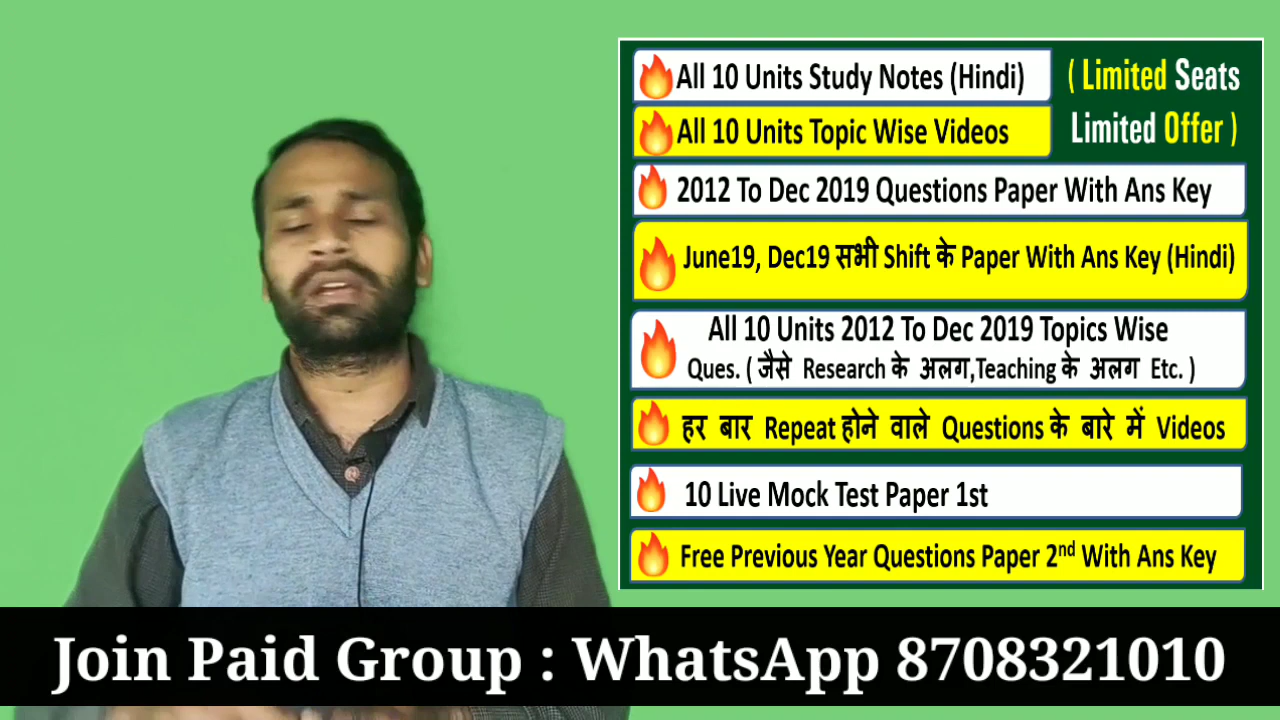 All 10 Units Study Notes (Hindi)
( Limited Seats
All 10 Units Topic Wise Videos
Limited Offer )
2012 To Dec 2019 Questions Paper With Ans Key
June19, Dec19 सभी Shift के Paper With Ans Key (Hindi)
All 10 Units 2012 To Dec 2019 Topics Wise
Ques. ( जैसे Research के अलग,Teaching के अलग Etc. )
हर बार Repeat होने वाले Questions के बारे में Videos
10 Live Mock Test Paper 1st
Free Previous Year Questions Paper 2nd With Ans Key
Join Paid Group : WhatsApp 8708321010